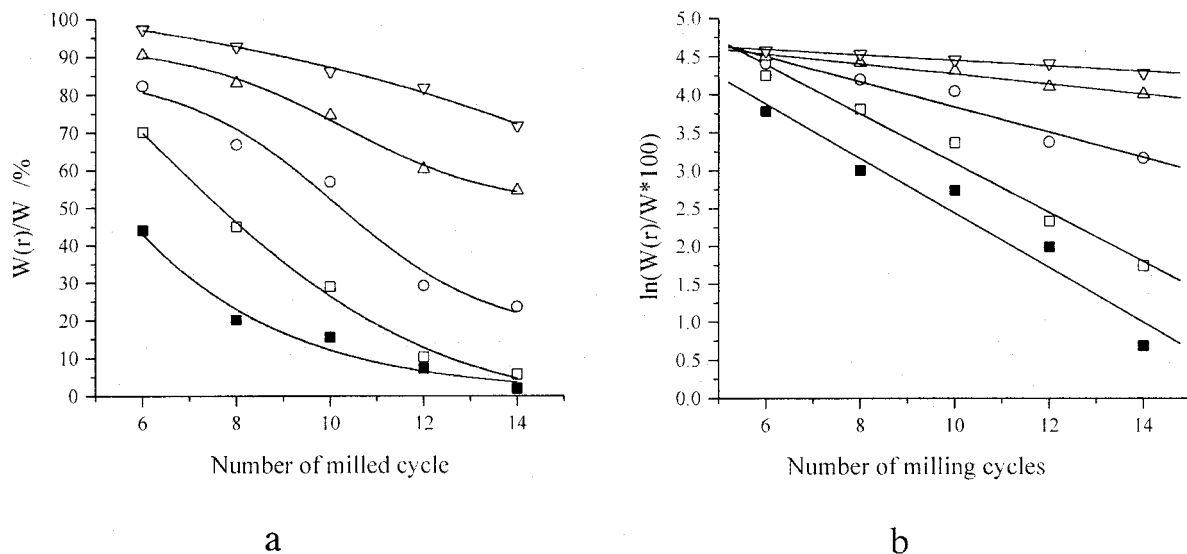 100
90
80
70
60
50
40
30
20
10
0
W(r)/W /%
6 8 10 12 14
Number of milled cycle
a
5.0
4.5
4.0
3.5
3.0
2.5
2.0
1.5
1.0
0.5
0.0
ln(W(r)/W*100)
6 8 10 12 14
Number of milling cycles
b